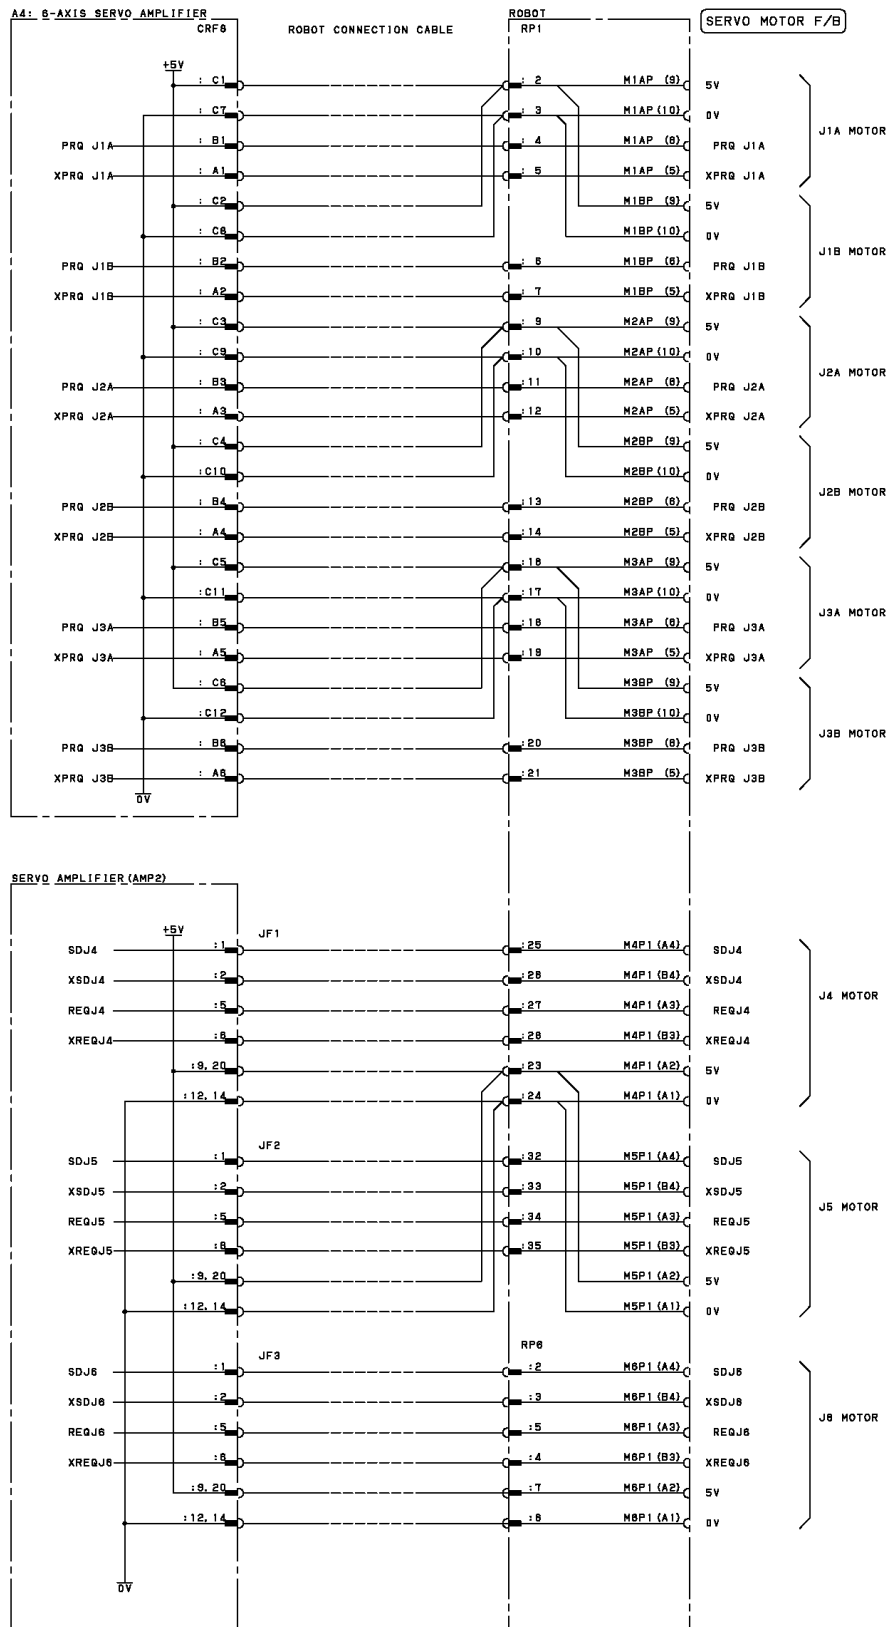 A4: 6-AXIS SERVO AMPLIFIER
CRF8
ROBOT CONNECTION CABLE
ROBOT
RP1
SERVO MOTOR F/B
+5V
: C1 : 2 M1AP (9) 5V
: C7 : 3 M1AP (10) 0V
PRQ J1A : B1 : 4 M1AP (6) PRQ J1A
XPRQ J1A : A1 : 5 M1AP (5) XPRQ J1A
J1A MOTOR
: C2 M1BP (9) 5V
: C8 M1BP (10) 0V
PRQ J1B : B2 : 6 M1BP (6) PRQ J1B
XPRQ J1B : A2 : 7 M1BP (5) XPRQ J1B
J1B MOTOR
: C3 : 9 M2AP (9) 5V
: C9 :10 M2AP (10) 0V
PRQ J2A : B3 :11 M2AP (6) PRQ J2A
XPRQ J2A : A3 :12 M2AP (5) XPRQ J2A
J2A MOTOR
: C4 M2BP (9) 5V
:C10 M2BP (10) 0V
PRQ J2B : B4 :13 M2BP (6) PRQ J2B
XPRQ J2B : A4 :14 M2BP (5) XPRQ J2B
J2B MOTOR
: C5 :16 M3AP (9) 5V
:C11 :17 M3AP (10) 0V
PRQ J3A : B5 :18 M3AP (6) PRQ J3A
XPRQ J3A : A5 :19 M3AP (5) XPRQ J3A
J3A MOTOR
: C6 M3BP (9) 5V
:C12 M3BP (10) 0V
PRQ J3B : B6 :20 M3BP (6) PRQ J3B
XPRQ J3B : A6 :21 M3BP (5) XPRQ J3B
J3B MOTOR
0V
SERVO AMPLIFIER (AMP2)
+5V
JF1
SDJ4 :1 :25 M4P1 (A4) SDJ4
XSDJ4 :2 :26 M4P1 (B4) XSDJ4
REQJ4 :5 :27 M4P1 (A3) REQJ4
XREQJ4 :6 :28 M4P1 (B3) XREQJ4
:9, 20 :23 M4P1 (A2) 5V
:12, 14 :24 M4P1 (A1) 0V
J4 MOTOR
JF2
SDJ5 :1 :32 M5P1 (A4) SDJ5
XSDJ5 :2 :33 M5P1 (B4) XSDJ5
REQJ5 :5 :34 M5P1 (A3) REQJ5
XREQJ5 :6 :35 M5P1 (B3) XREQJ5
:9, 20 M5P1 (A2) 5V
:12, 14 M5P1 (A1) 0V
J5 MOTOR
JF3
RP6
SDJ6 :1 :2 M6P1 (A4) SDJ6
XSDJ6 :2 :3 M6P1 (B4) XSDJ6
REQJ6 :5 :5 M6P1 (A3) REQJ6
XREQJ6 :6 :4 M6P1 (B3) XREQJ6
:9, 20 :7 M6P1 (A2) 5V
:12, 14 :8 M6P1 (A1) 0V
J6 MOTOR
0V